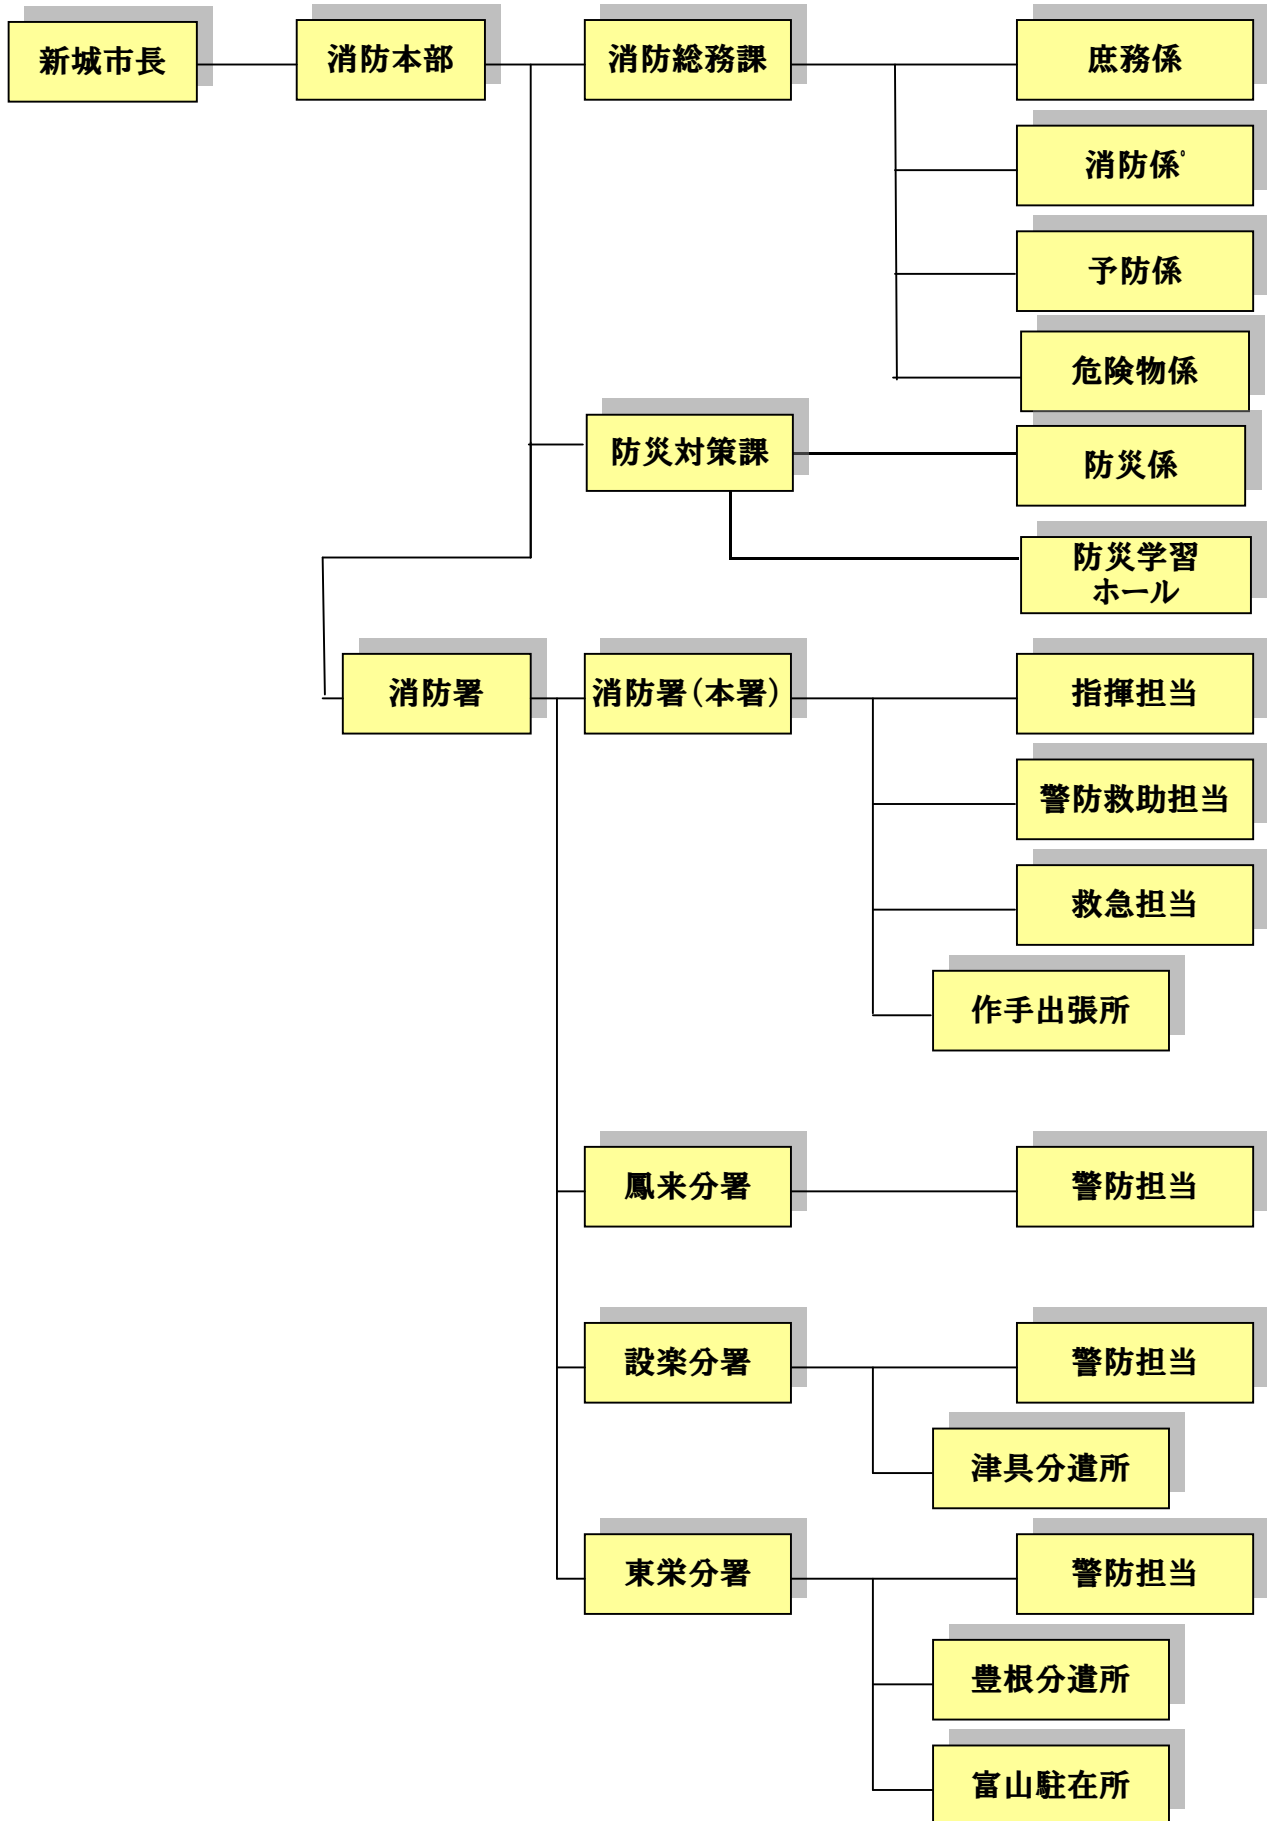 新城市長
消防本部
消防総務課
庶務係
消防係゜
予防係
危険物係
防災対策課
防災係
防災学習
ホール
消防署
消防署（本署）
指揮担当
警防救助担当
救急担当
作手出張所
鳳来分署
警防担当
設楽分署
警防担当
津具分遣所
東栄分署
警防担当
豊根分遣所
富山駐在所